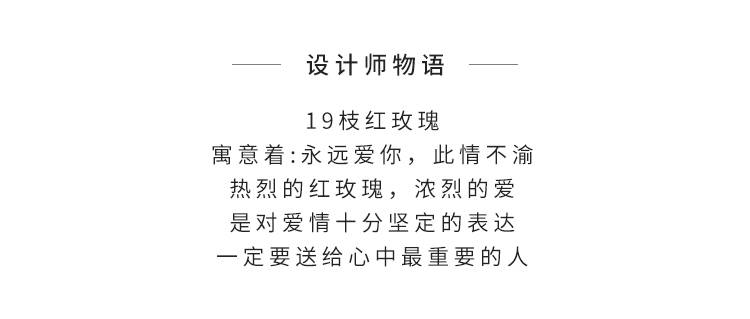 设计师物语
19枝红玫瑰
寓意着:永远爱你，此情不渝
热烈的红玫瑰，浓烈的爱
是对爱情十分坚定的表达
一定要送给心中最重要的人